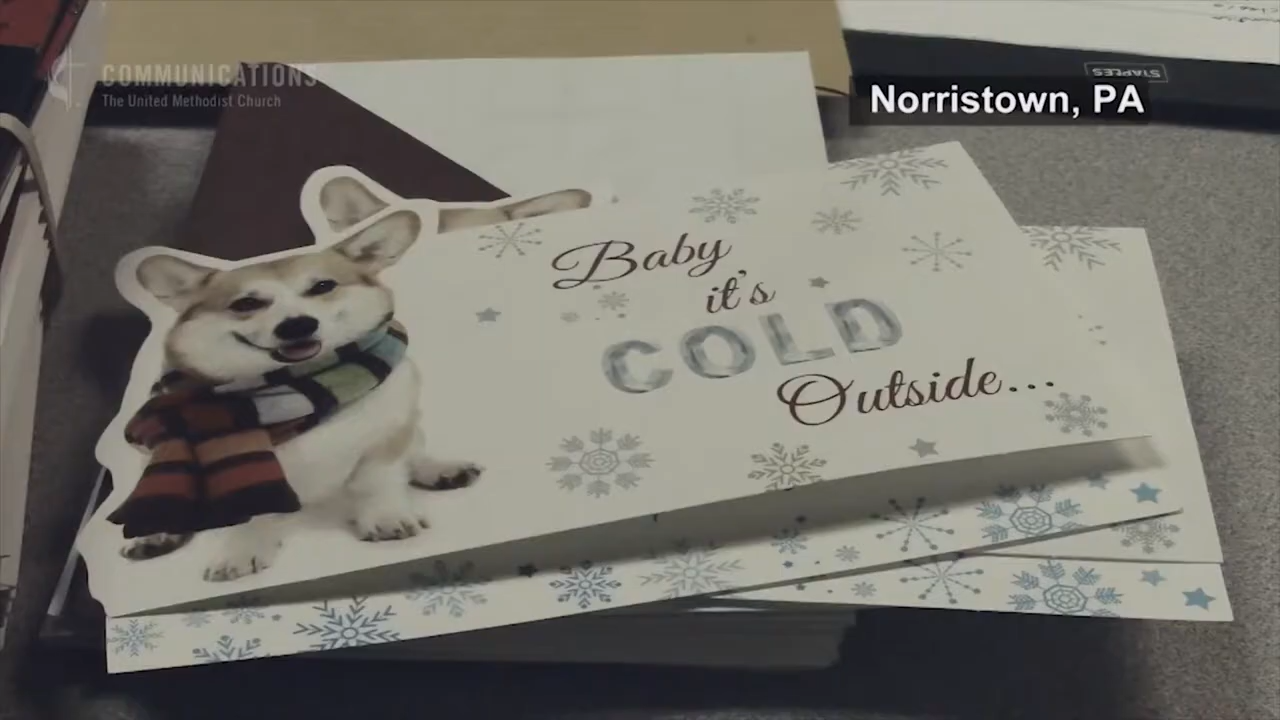 COMMUNICATIONS
The United Methodist Church
STAPLES
Norristown, PA
Baby
it's
COLD
Outside...